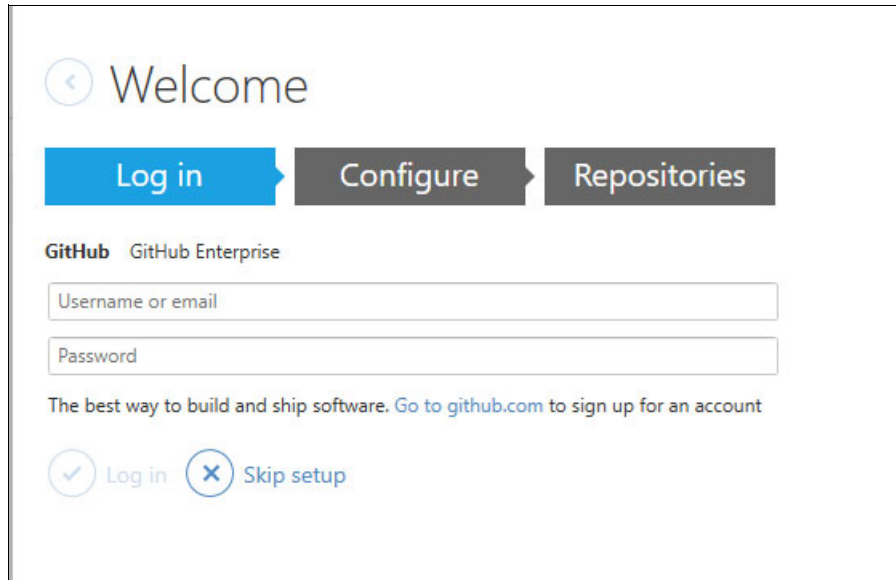 Welcome
Log in Configure Repositories
GitHub GitHub Enterprise
Username or email
Password
The best way to build and ship software. Go to github.com to sign up for an account
Log in Skip setup